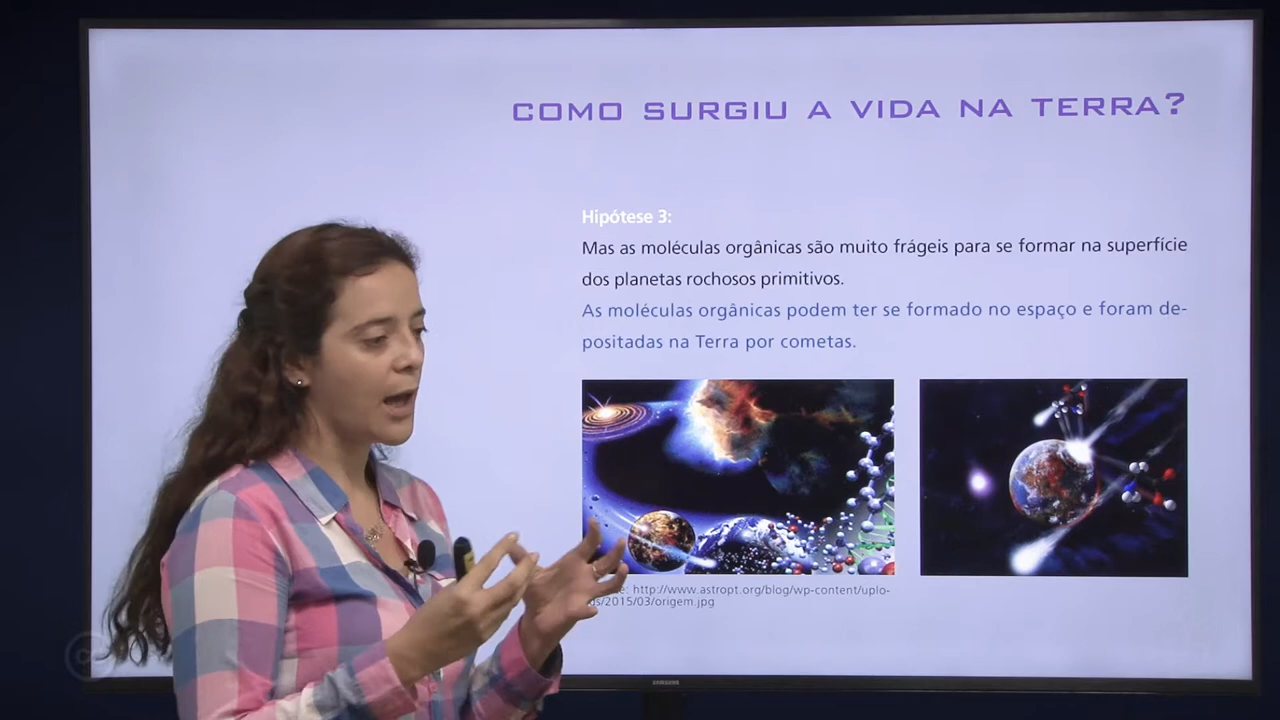 COMO SURGIU A VIDA NA TERRA?
Hipótese 3:
Mas as moléculas orgânicas são muito frágeis para se formar na superfície
dos planetas rochosos primitivos.
As moléculas orgânicas podem ter se formado no espaço e foram de-
positadas na Terra por cometas.
http://www.astropt.org/blog/wp-content/uplo-
/2015/03/origem.jpg
SAMSUNG